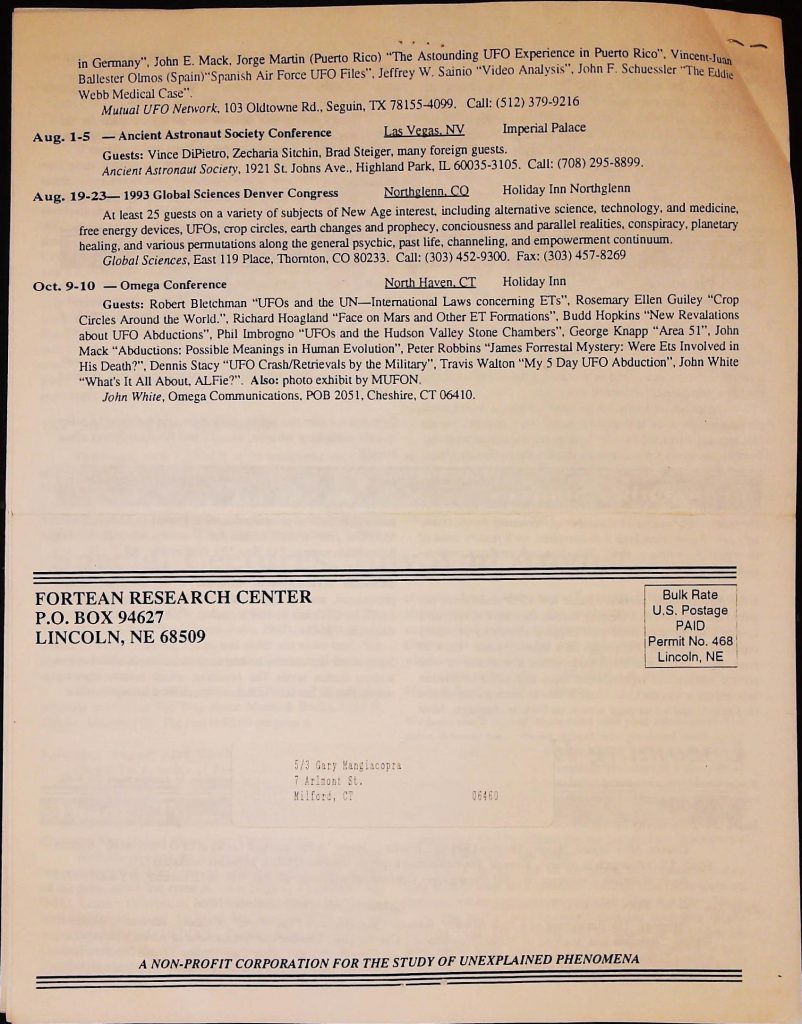 in Germany", John E. Mack, Jorge Martin (Puerto Rico) "The Astounding UFO Experience in Puerto Rico", Vincent-Juan
Ballester Olmos (Spain)"Spanish Air Force UFO Files", Jeffrey W. Sainio "Video Analysis", John F. Schuessler "The Eddie
Webb Medical Case".
Mutual UFO Network, 103 Oldtowne Rd., Seguin, TX 78155-4099. Call: (512) 379-9216
Aug. 1-5 — Ancient Astronaut Society Conference Las Vegas, NV Imperial Palace
Guests: Vince DiPietro, Zecharia Sitchin, Brad Steiger, many foreign guests.
Ancient Astronaut Society, 1921 St. Johns Ave., Highland Park, IL 60035-3105. Call: (708) 295-8899.
Aug. 19-23— 1993 Global Sciences Denver Congress Northglenn, CO Holiday Inn Northglenn
At least 25 guests on a variety of subjects of New Age interest, including alternative science, technology, and medicine,
free energy devices, UFOs, crop circles, earth changes and prophecy, conciousness and parallel realities, conspiracy, planetary
healing, and various permutations along the general psychic, past life, channeling, and empowerment continuum.
Global Sciences, East 119 Place, Thornton, CO 80233. Call: (303) 452-9300. Fax: (303) 457-8269
Oct. 9-10 — Omega Conference North Haven, CT Holiday Inn
Guests: Robert Bletchman "UFOs and the UN—International Laws concerning ETs", Rosemary Ellen Guiley "Crop
Circles Around the World.", Richard Hoagland "Face on Mars and Other ET Formations", Budd Hopkins "New Revalations
about UFO Abductions", Phil Imbrogno "UFOs and the Hudson Valley Stone Chambers", George Knapp "Area 51", John
Mack "Abductions: Possible Meanings in Human Evolution", Peter Robbins "James Forrestal Mystery: Were Ets Involved in
His Death?", Dennis Stacy "UFO Crash/Retrievals by the Military", Travis Walton "My 5 Day UFO Abduction", John White
"What's It All About, ALFie?". Also: photo exhibit by MUFON.
John White, Omega Communications, POB 2051, Cheshire, CT 06410.
FORTEAN RESEARCH CENTER
P.O. BOX 94627
LINCOLN, NE 68509
Bulk Rate
U.S. Postage
PAID
Permit No. 468
Lincoln, NE
5/3 Gary Mangiacopra
7 Arlmont St.
Milford, CT 06460
A NON-PROFIT CORPORATION FOR THE STUDY OF UNEXPLAINED PHENOMENA